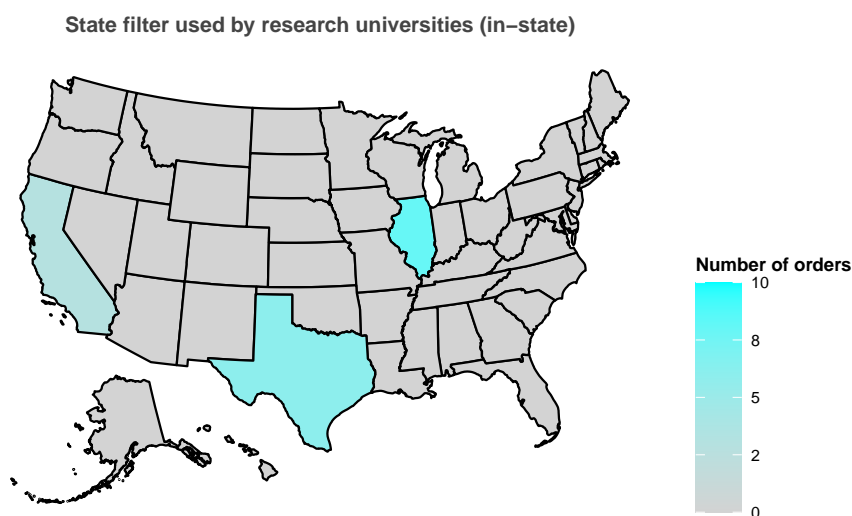 State filter used by research universities (in−state)
Number of orders
10
8
5
2
0